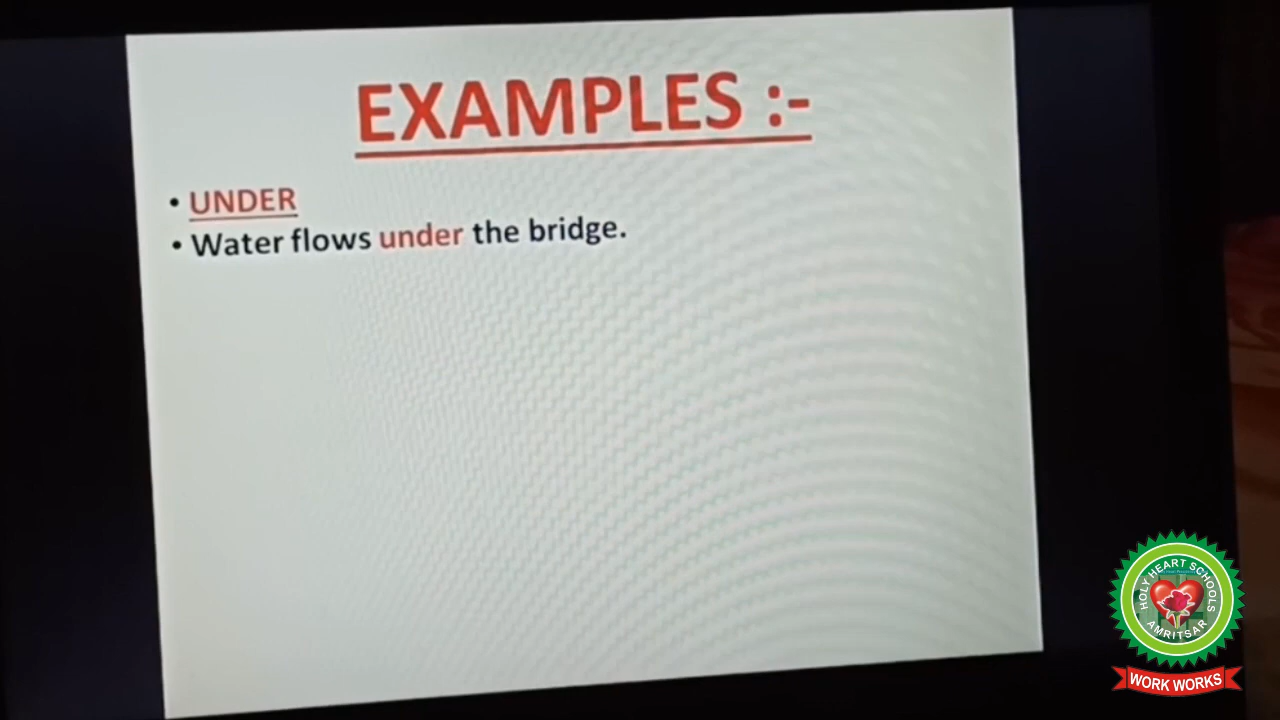 EXAMPLES :-
• UNDER
• Water flows under the bridge.
HOLY HEART SCHOOLS
AMRITSAR
WORK WORKS